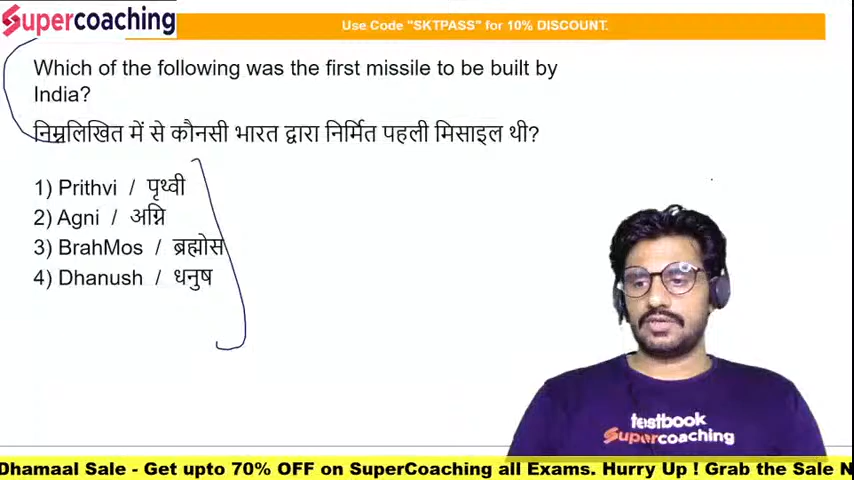 Supercoaching
Use Code "SKTPASS" for 10% DISCOUNT.
Which of the following was the first missile to be built by
India?
निम्नलिखित में से कौनसी भारत द्वारा निर्मित पहली मिसाइल थी?
1) Prithvi / पृथ्वी
2) Agni / अग्नि
3) BrahMos / ब्रह्मोस
4) Dhanush / धनुष
testbook
Supercoaching
Dhamaal Sale - Get upto 70% OFF on SuperCoaching all Exams. Hurry Up ! Grab the Sale N